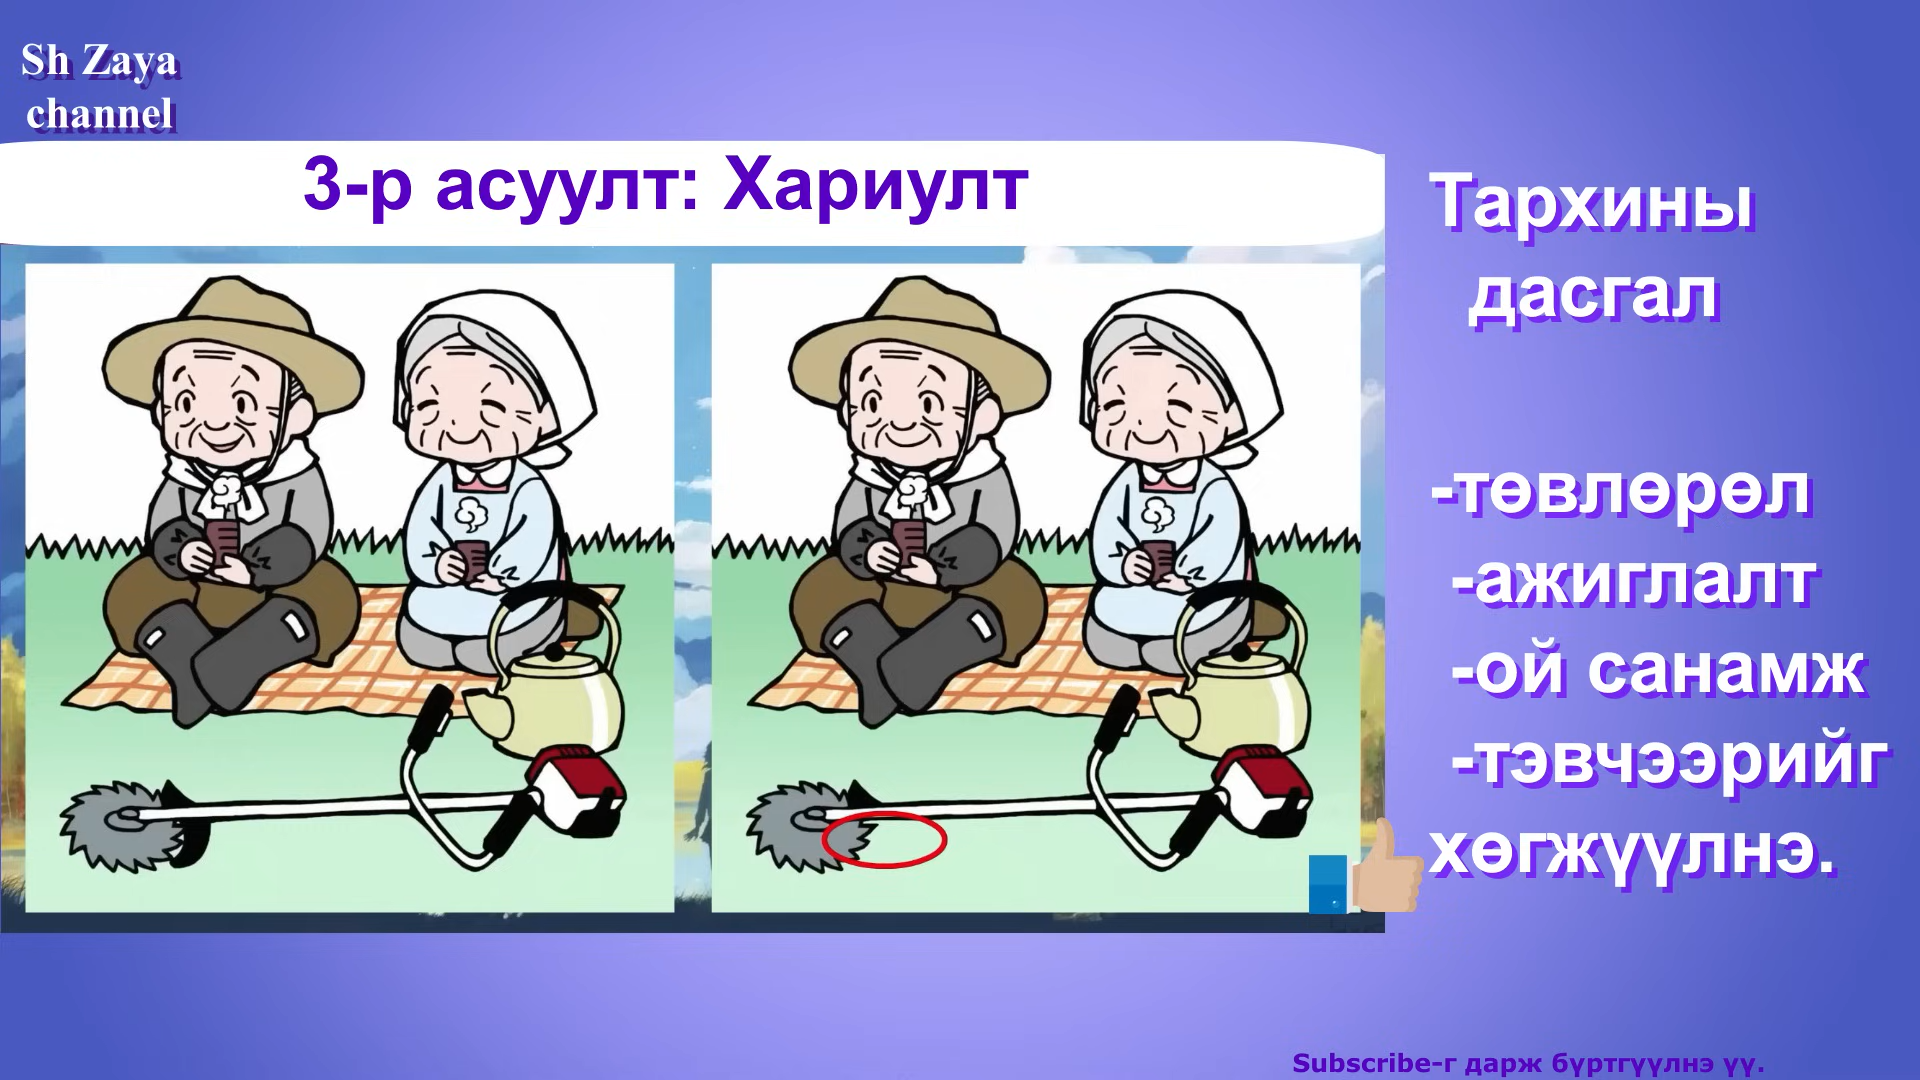 Sh Zaya
channel
3-р асуулт: Хариулт
Тархины
дасгал
-төвлөрөл
-ажиглалт
-ой санамж
-тэвчээрийг
хөгжүүлнэ.
Subscribe-г дарж бүртгүүлнэ үү.